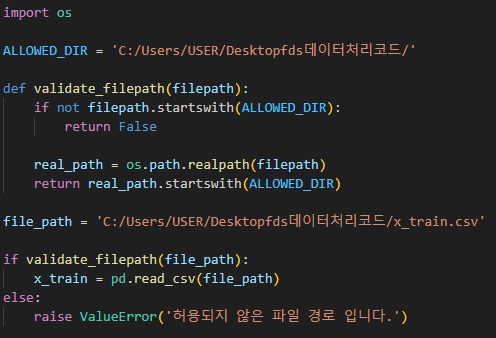 import os
ALLOWED_DIR = 'C:/Users/USER/Desktopfds데이터처리코드/'
def validate_filepath(filepath):
    if not filepath.startswith(ALLOWED_DIR):
        return False
    real_path = os.path.realpath(filepath)
    return real_path.startswith(ALLOWED_DIR)
file_path = 'C:/Users/USER/Desktopfds데이터처리코드/x_train.csv'
if validate_filepath(file_path):
    x_train = pd.read_csv(file_path)
else:
    raise ValueError('허용되지 않은 파일 경로 입니다.')